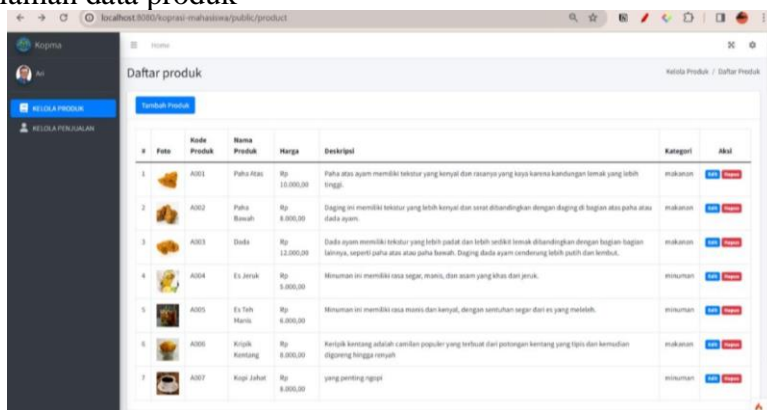 data produk
localhost:8080/koprasi-mahasiswa/public/product
Kopma
Home
Ari
Daftar produk
Kelola Produk / Daftar Produk
KELOLA PRODUK
KELOLA PENJUALAN
Tambah Produk
# Foto Kode Produk Nama Produk Harga Deskripsi Kategori Aksi
1 A001 Paha Atas Rp 10.000,00 Paha atas ayam memiliki tekstur yang kenyal dan rasanya yang kaya karena kandungan lemak yang lebih
tinggi. makanan Edit Hapus
2 A002 Paha Bawah Rp 8.000,00 Daging ini memiliki tekstur yang lebih kenyal dan serat dibandingkan dengan daging di bagian atas paha atau
dada ayam. makanan Edit Hapus
3 A003 Dada Rp 12.000,00 Dada ayam memiliki tekstur yang lebih padat dan lebih sedikit lemak dibandingkan dengan bagian-bagian
lainnya, seperti paha atas atau paha bawah. Daging dada ayam cenderung lebih putih dan lembut. makanan Edit Hapus
4 A004 Es Jeruk Rp 5.000,00 Minuman ini memiliki rasa segar, manis, dan asam yang khas dari jeruk. minuman Edit Hapus
5 A005 Es Teh Manis Rp 6.000,00 Minuman ini memiliki rasa manis dan kenyal, dengan sentuhan segar dari es yang meleleh. minuman Edit Hapus
6 A006 Kripik Kentang Rp 8.000,00 Keripik kentang adalah camilan populer yang terbuat dari potongan kentang yang tipis dan kemudian
digoreng hingga renyah makanan Edit Hapus
7 A007 Kopi Jahat Rp 8.000,00 yang penting ngopi minuman Edit Hapus